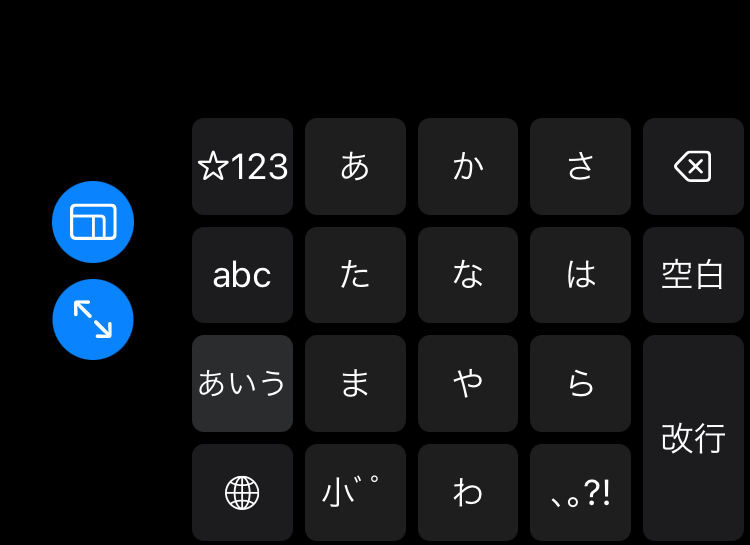 ☆123 あ か さ
abc た な は 空白
あいう ま や ら 改行
小゛゜ わ 、。?!